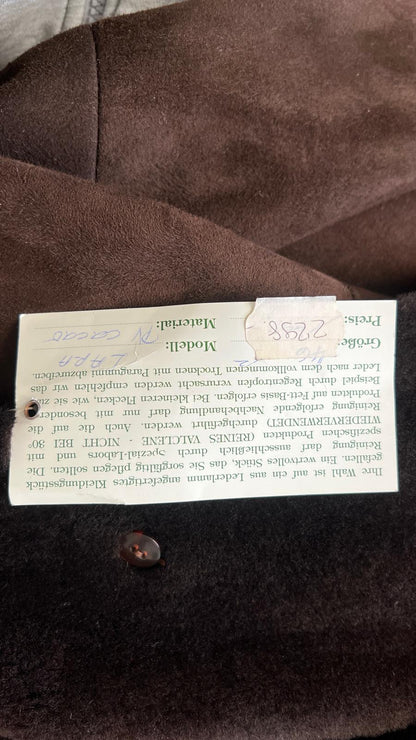 Ihre Wahl ist auf ein aus Lederlamm angefertigtes Kleidungsstück
gefallen. Ein wertvolles Stück, das Sie sorgfältig pflegen sollten. Die
Reinigung darf ausschließlich durch Spezial-Labors und mit
spezifischen Produkten (REINES VALCLENE - NICHT BEI 30°
WIEDERVERWENDET) durchgeführt werden. Auch die auf die
Reinigung erfolgende Nachbehandlung darf nur mit besonderen
Produkten auf Fett-Basis erfolgen. Bei kleineren Flecken, wie sie zu
Beispiel durch Regentropfen verursacht werden empfehlen wir das
Leder nach dem vollkommenen Trocknen mit Paragummi abzureiben.
Größe: 46 Modell: LARA
Preis: 2298 Material: PV cacao